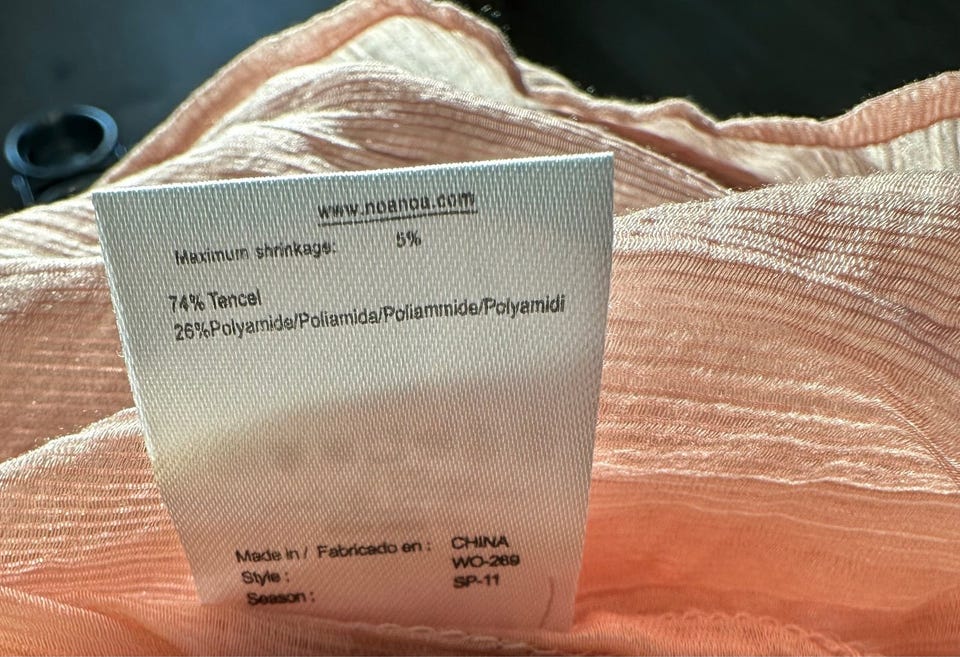 www.noanoa.com
Maximum shrinkage: 5%
74% Tencel
26%Polyamide/Poliamida/Poliammide/Polyamidi
Made in / Fabricado en : CHINA
Style : WO-269
Season : SP-11